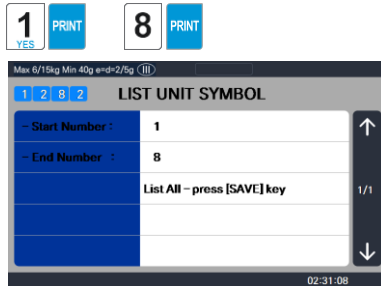 1 YES PRINT 8 PRINT
Max 6/15kg Min 40g e=d=2/5g III
1 2 8 2 LIST UNIT SYMBOL
- Start Number : 1
- End Number : 8
List All - press [SAVE] key
1/1
02:31:08